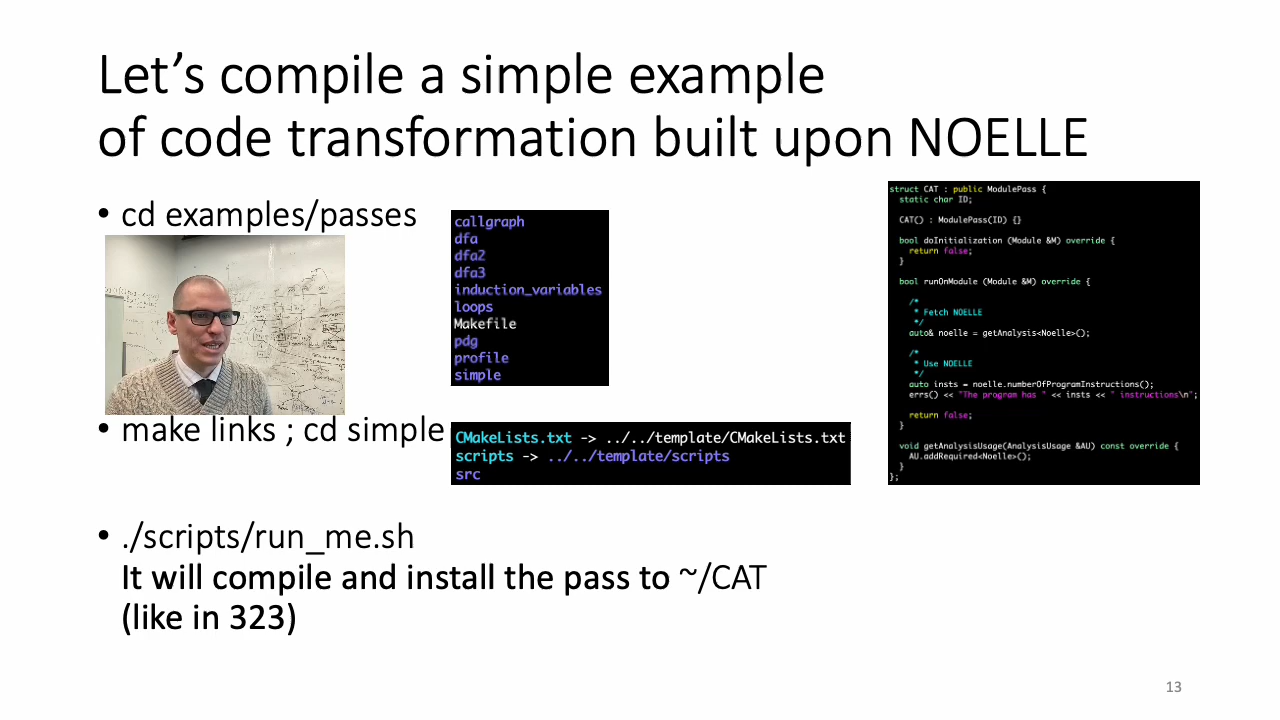 Let’s compile a simple example
of code transformation built upon NOELLE
• cd examples/passes
callgraph
dfa
dfa2
dfa3
induction_variables
loops
Makefile
pdg
profile
simple
• make links ; cd simple
CMakeLists.txt -> ../../template/CMakeLists.txt
scripts -> ../../template/scripts
src
• ./scripts/run_me.sh
It will compile and install the pass to ~/CAT
(like in 323)
struct CAT : public ModulePass {
static char ID;
CAT() : ModulePass(ID) {}
bool doInitialization (Module &M) override {
return false;
}
bool runOnModule (Module &M) override {
/*
* Fetch NOELLE
*/
auto& noelle = getAnalysis<Noelle>();
/*
* Use NOELLE
*/
auto insts = noelle.numberOfProgramInstructions();
errs() << "The program has " << insts << " instructions\n";
return false;
}
void getAnalysisUsage(AnalysisUsage &AU) const override {
AU.addRequired<Noelle>();
}
};
13